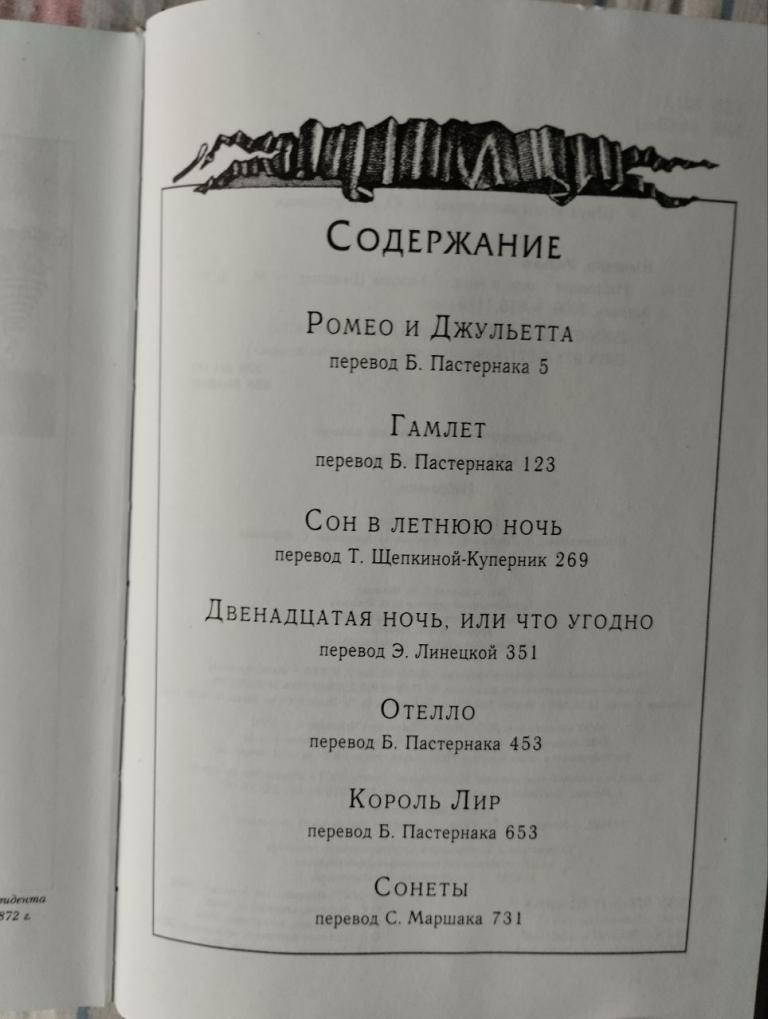 Содержание
Ромео и Джульетта
перевод Б. Пастернака 5
Гамлет
перевод Б. Пастернака 123
Сон в летнюю ночь
перевод Т. Щепкиной-Куперник 269
Двенадцатая ночь, или что угодно
перевод Э. Линецкой 351
Отелло
перевод Б. Пастернака 453
Король Лир
перевод Б. Пастернака 653
Сонеты
перевод С. Маршака 731
872 г.